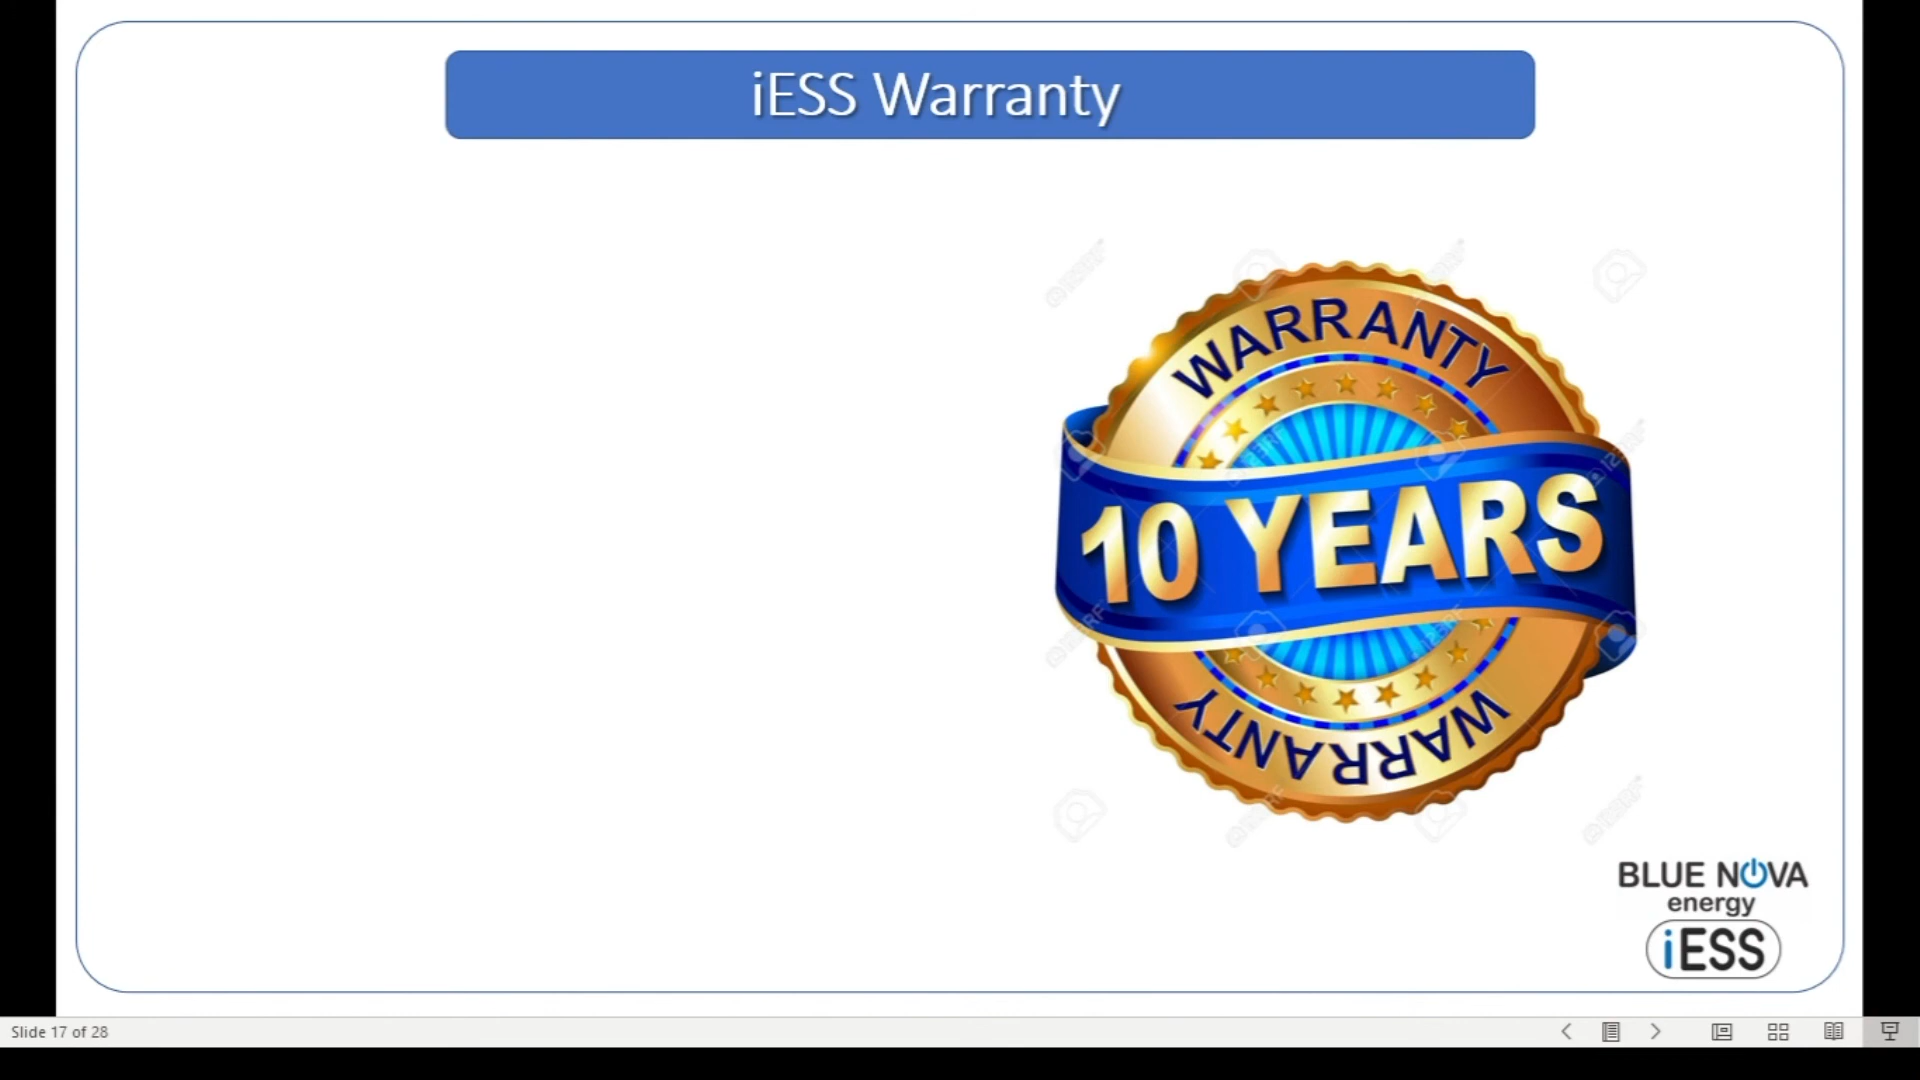 iESS Warranty
WARRANTY
10 YEARS
WARRANTY
BLUE NOVA
energy
iESS
Slide 17 of 28